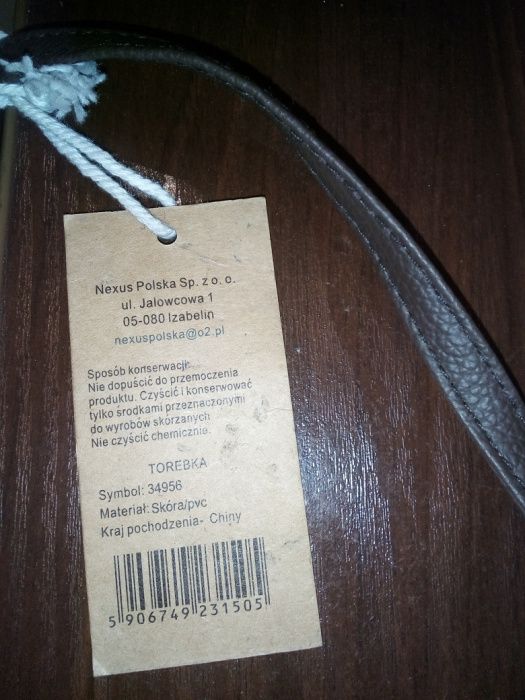 Nexus Polska Sp. z o. o.
ul. Jałowcowa 1
05-080 Izabelin
nexuspolska@o2.pl
Sposób konserwacji:
Nie dopuścić do przemoczenia
produktu. Czyścić i konserwować
tylko środkami przeznaczonymi
do wyrobów skórzanych.
Nie czyścić chemicznie.
TOREBKA
Symbol: 34956
Materiał: Skóra/pvc
Kraj pochodzenia- Chiny
5 906749 231505